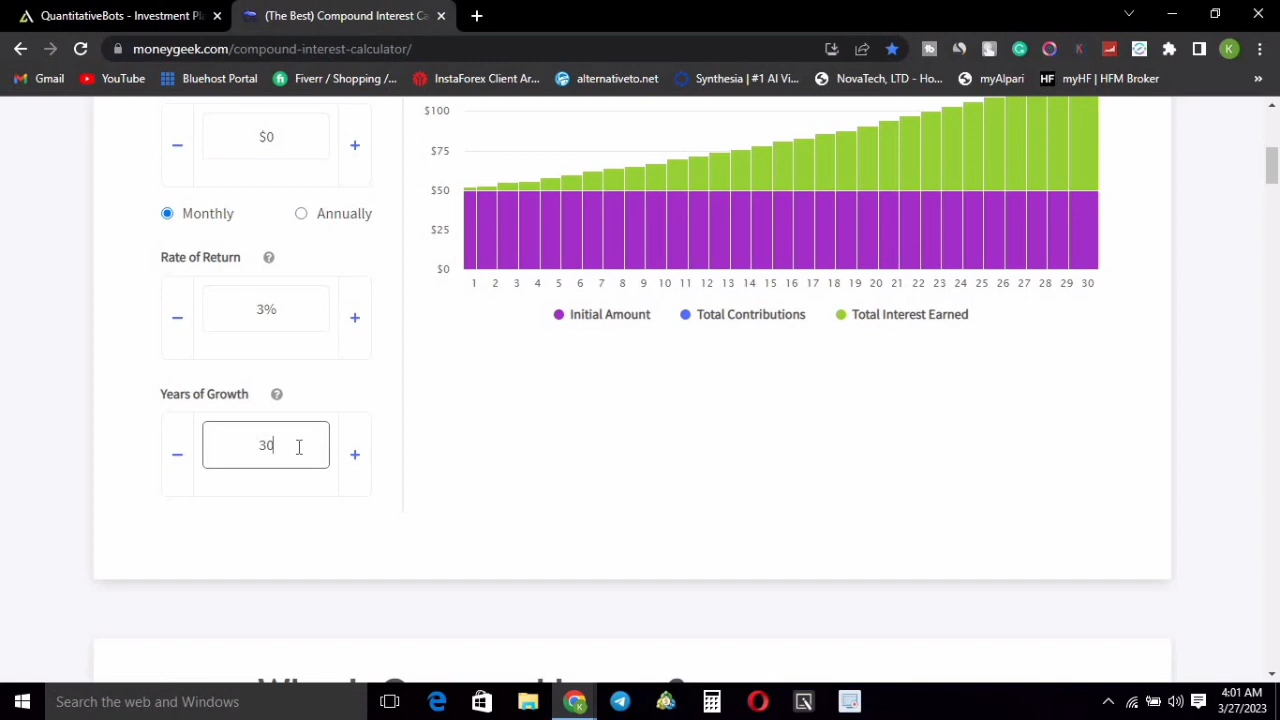 QuantitativeBots - Investment Pl
(The Best) Compound Interest Ca
moneygeek.com/compound-interest-calculator/
K
Gmail
YouTube
Bluehost Portal
Fiverr / Shopping /...
InstaForex Client Ar...
alternativeto.net
Synthesia | #1 AI Vi...
NovaTech, LTD - Ho...
myAlpari
HF
myHF | HFM Broker
»
− $0 +
Monthly Annually
Rate of Return ?
− 3% +
Years of Growth ?
− 30 +
$100
$75
$50
$25
$0
1 2 3 4 5 6 7 8 9 10 11 12 13 14 15 16 17 18 19 20 21 22 23 24 25 26 27 28 29 30
Initial Amount Total Contributions Total Interest Earned
Search the web and Windows
4:01 AM
3/27/2023